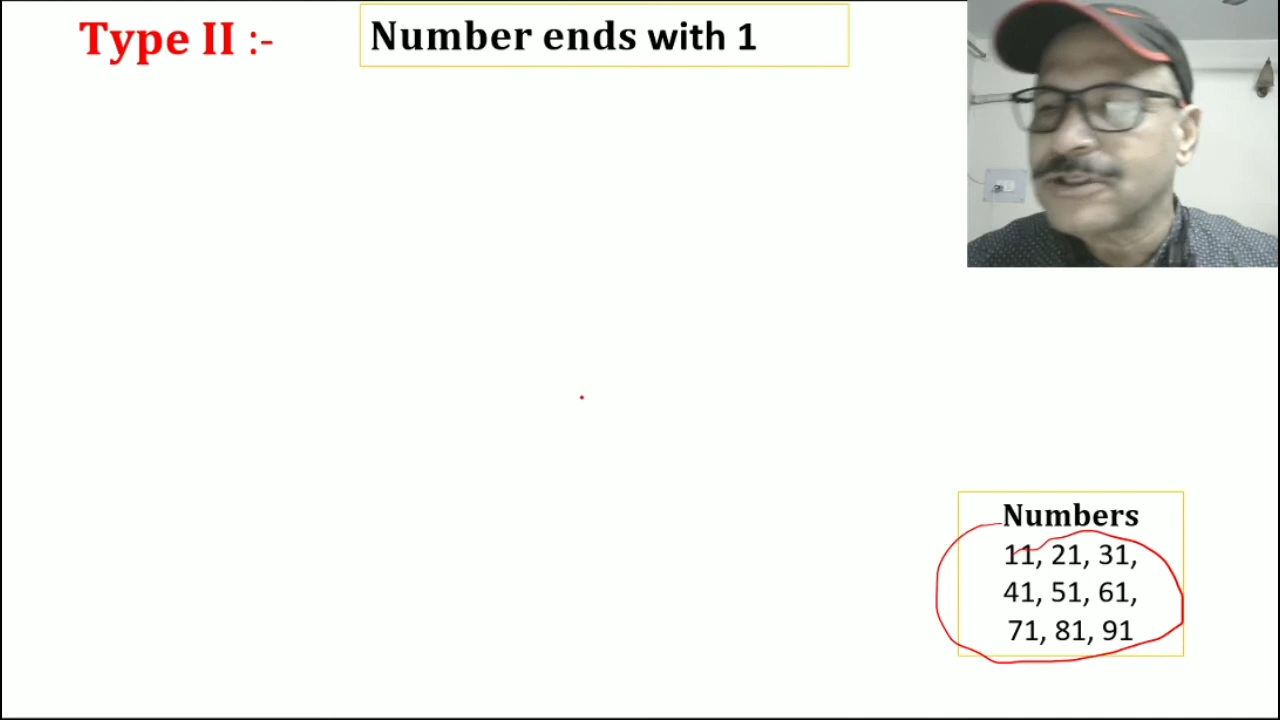 Type II :-
Number ends with 1
Numbers
11, 21, 31,
41, 51, 61,
71, 81, 91